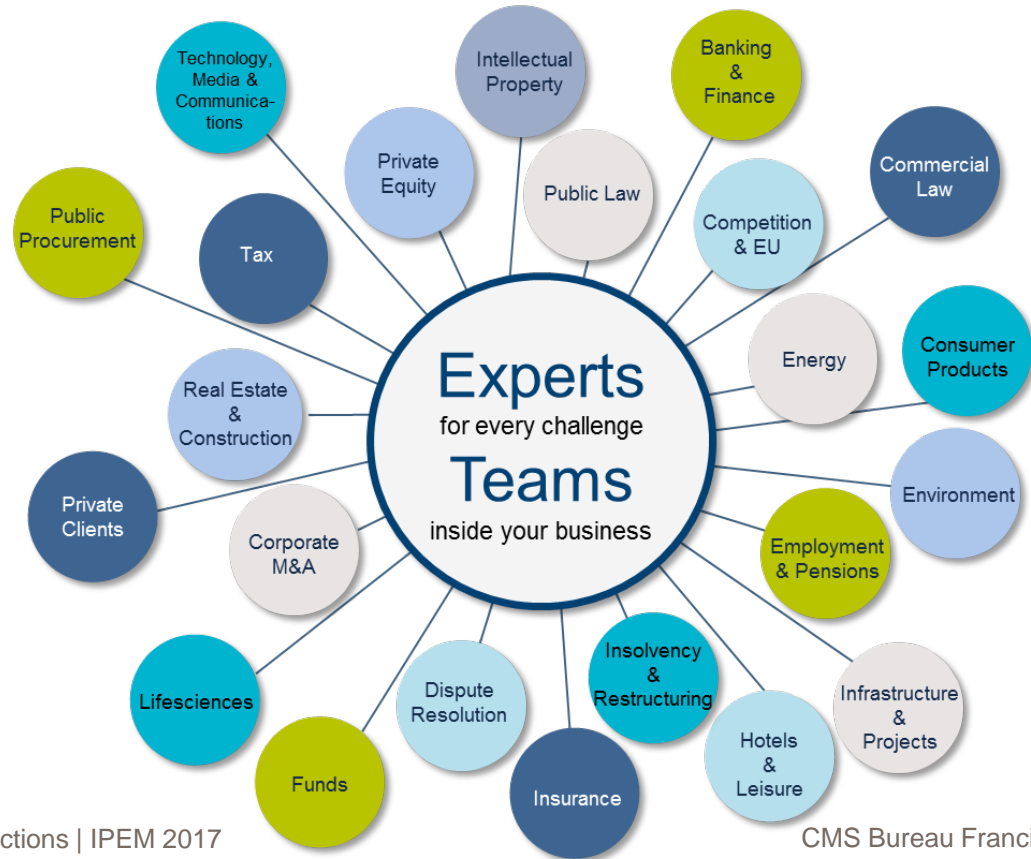 Technology,
Media &
Communica-
tions
Intellectual
Property
Banking
&
Finance
Private
Equity
Public Law
Commercial
Law
Public
Procurement
Tax
Competition
& EU
Energy
Consumer
Products
Real Estate
&
Construction
Experts
for every challenge
Teams
inside your business
Private
Clients
Corporate
M&A
Environment
Employment
& Pensions
Lifesciences
Dispute
Resolution
Insolvency
&
Restructuring
Infrastructure
&
Projects
Funds
Insurance
Hotels
&
Leisure
ctions | IPEM 2017
CMS Bureau Franci